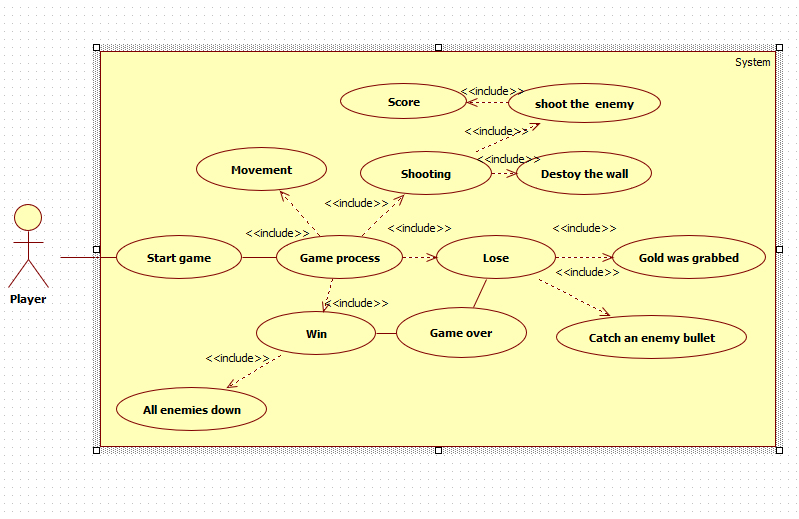 System
Score
<<include>>
shoot the enemy
<<include>>
Movement
Shooting
<<include>>
Destoy the wall
<<include>>
<<include>>
<<include>>
<<include>>
Start game
Game process
Lose
Gold was grabbed
<<include>>
Player
<<include>>
Win
Game over
Catch an enemy bullet
<<include>>
All enemies down